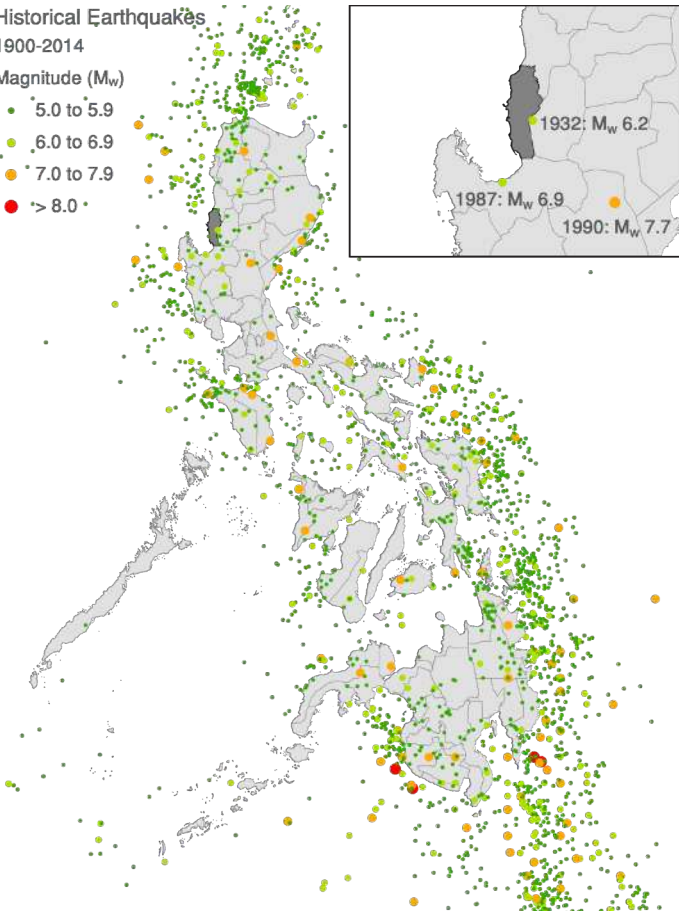 Historical Earthquakes
1900-2014
Magnitude (Mw)
5.0 to 5.9
6.0 to 6.9
7.0 to 7.9
> 8.0
1932: Mw 6.2
1987: Mw 6.9
1990: Mw 7.7